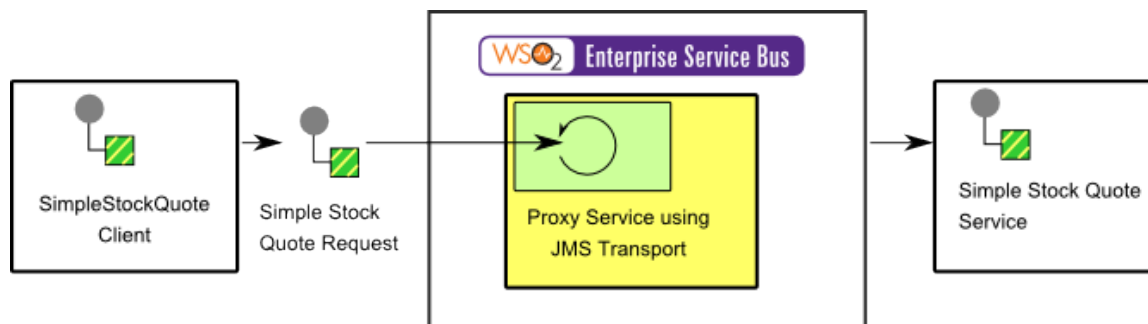 WSO2 Enterprise Service Bus
SimpleStockQuote
Client
Simple Stock
Quote Request
Proxy Service using
JMS Transport
Simple Stock Quote
Service